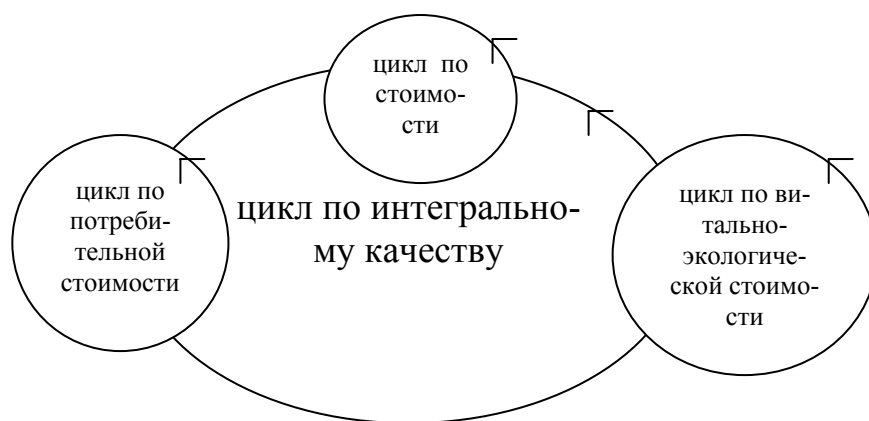 цикл по
стоимо-
сти
цикл по
потреби-
тельной
стоимости
цикл по интегрально-
му качеству
цикл по ви-
тально-
экологиче-
ской стоимо-
сти